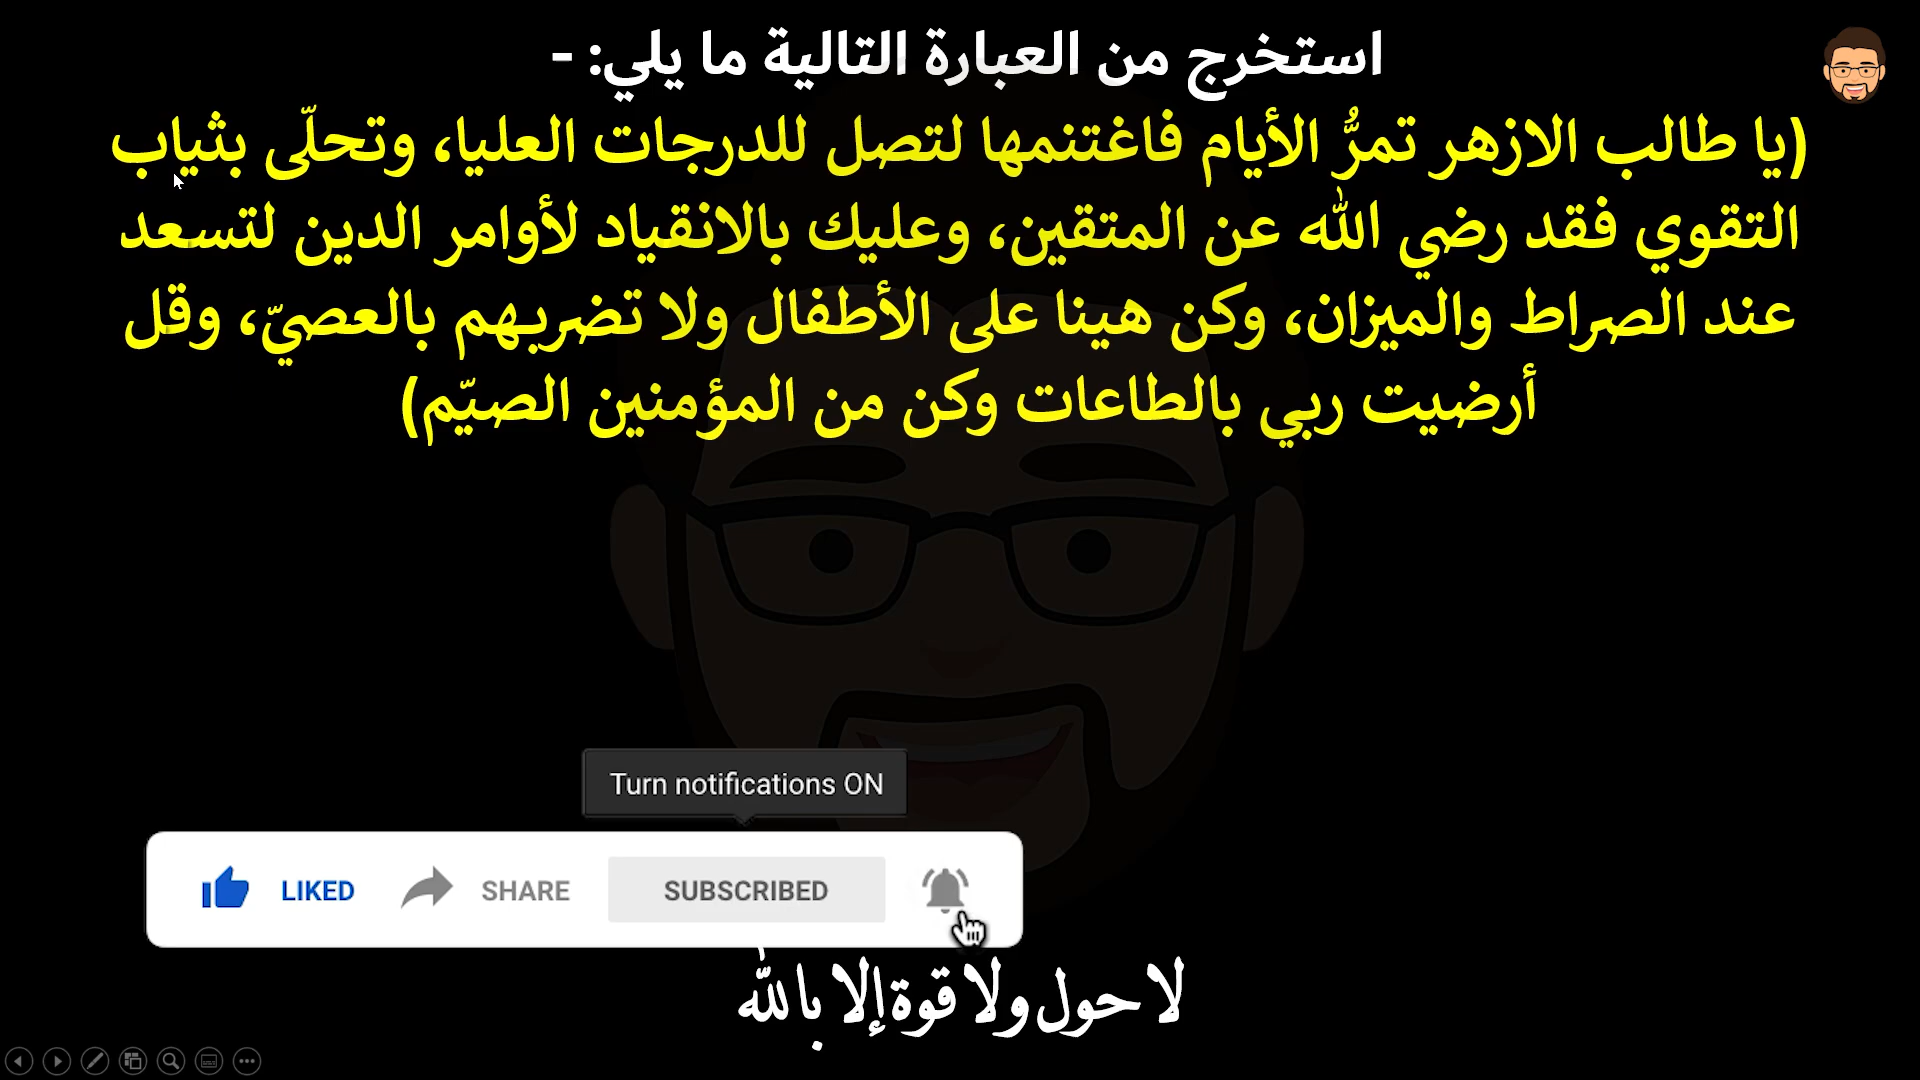 استخرج من العبارة التالية ما يلي: -
(يا طالب الازهر تمرُّ الأيام فاغتنمها لتصل للدرجات العليا، وتحلّى بثياب
التقوي فقد رضي الله عن المتقين، وعليك بالانقياد لأوامر الدين لتسعد
عند الصراط والميزان، وكن هينا على الأطفال ولا تضربهم بالعصيّ، وقل
أرضيت ربي بالطاعات وكن من المؤمنين الصيّم)
Turn notifications ON
LIKED SHARE SUBSCRIBED
لا حول ولا قوة إلا بالله